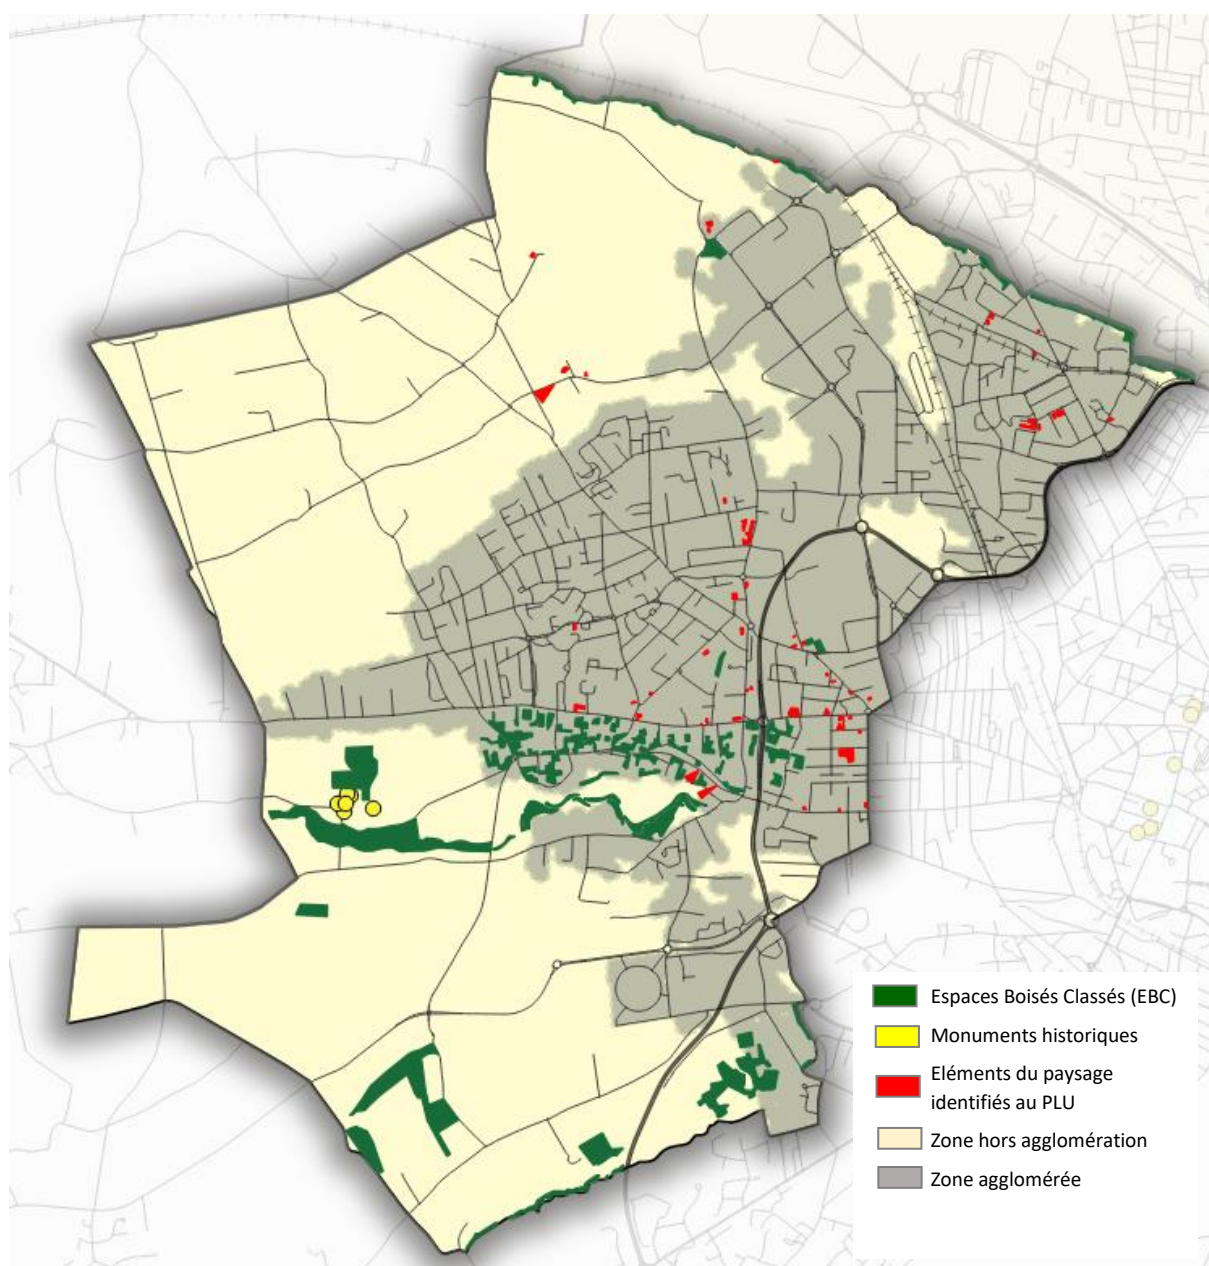 Espaces Boisés Classés (EBC)
Monuments historiques
Eléments du paysage
identifiés au PLU
Zone hors agglomération
Zone agglomérée